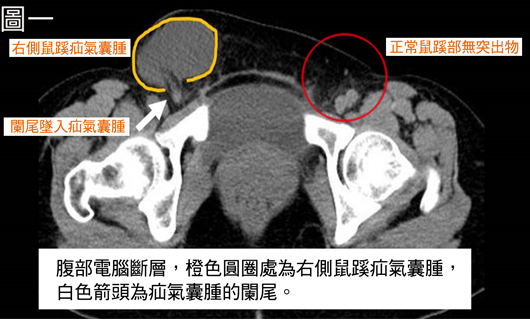 圖一
右側鼠蹊疝氣囊腫
正常鼠蹊部無突出物
闌尾墜入疝氣囊腫
腹部電腦斷層，橙色圓圈處為右側鼠蹊疝氣囊腫，
白色箭頭為疝氣囊腫的闌尾。